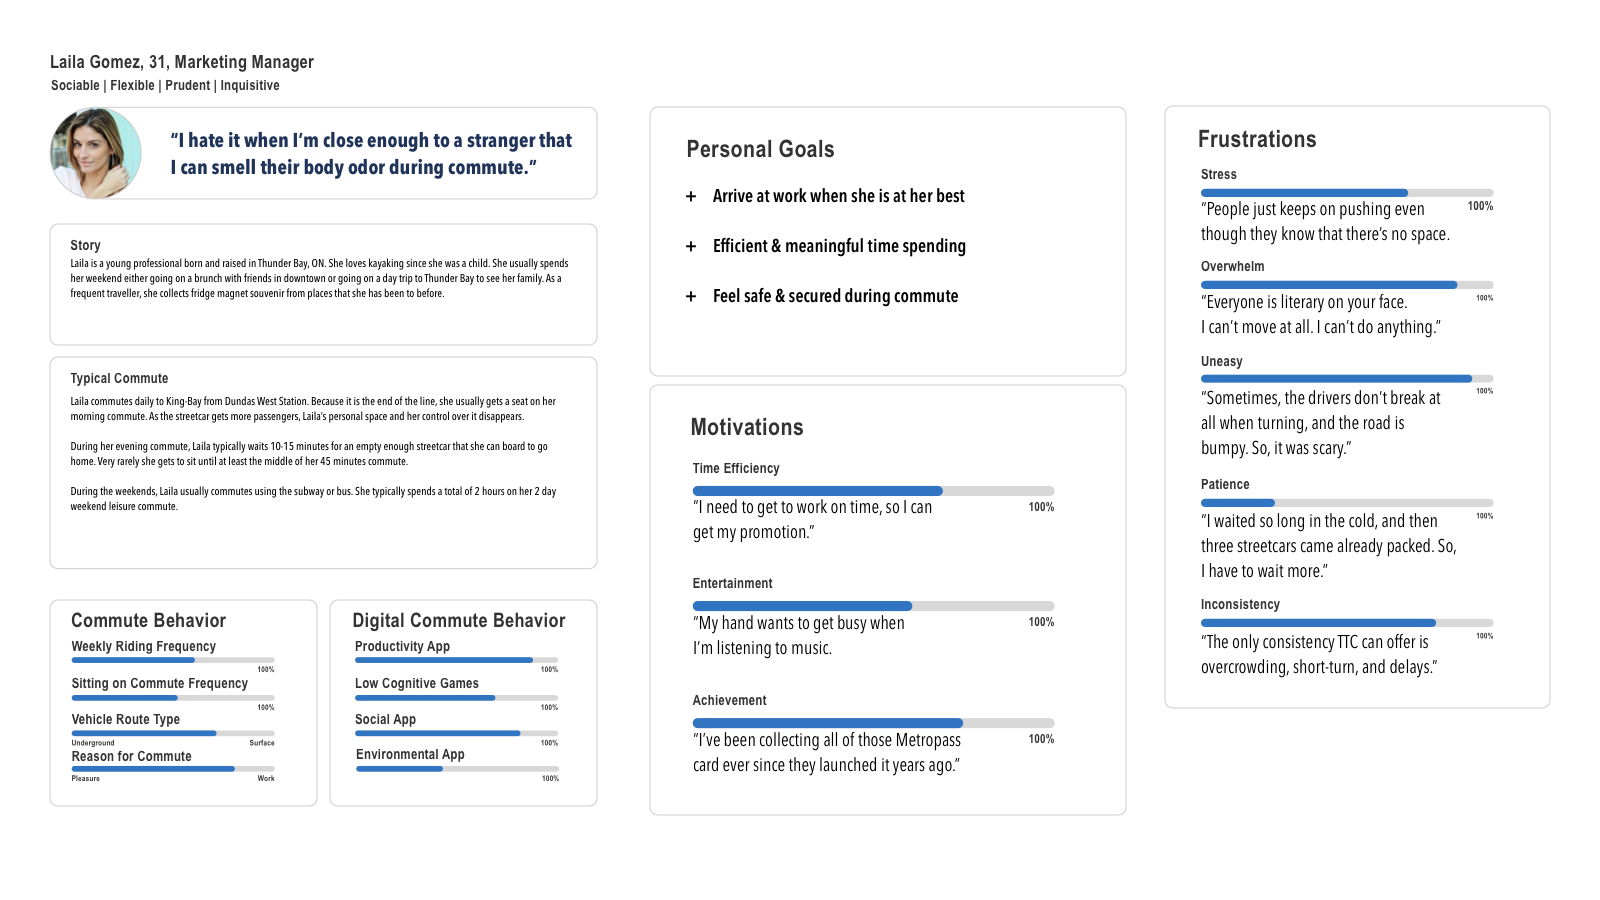 Laila Gomez, 31, Marketing Manager
Sociable | Flexible | Prudent | Inquisitive
“I hate it when I’m close enough to a stranger that
I can smell their body odor during commute.”
Story
Laila is a young professional born and raised in Thunder Bay, ON. She loves kayaking since she was a child. She usually spends
her weekend either going on a brunch with friends in downtown or going on a day trip to Thunder Bay to see her family. As a
frequent traveller, she collects fridge magnet souvenir from places that she has been to before.
Typical Commute
Laila commutes daily to King-Bay from Dundas West Station. Because it is the end of the line, she usually gets a seat on her
morning commute. As the streetcar gets more passengers, Laila’s personal space and her control over it disappears.
During her evening commute, Laila typically waits 10-15 minutes for an empty enough streetcar that she can board to go
home. Very rarely she gets to sit until at least the middle of her 45 minutes commute.
During the weekends, Laila usually commutes using the subway or bus. She typically spends a total of 2 hours on her 2 day
weekend leisure commute.
Commute Behavior
Weekly Riding Frequency
100%
Sitting on Commute Frequency
100%
Vehicle Route Type
Underground Surface
Reason for Commute
Pleasure Work
Digital Commute Behavior
Productivity App
100%
Low Cognitive Games
100%
Social App
100%
Environmental App
100%
Personal Goals
+ Arrive at work when she is at her best
+ Efficient & meaningful time spending
+ Feel safe & secured during commute
Motivations
Time Efficiency
100%
“I need to get to work on time, so I can
get my promotion.”
Entertainment
100%
“My hand wants to get busy when
I’m listening to music.
Achievement
100%
“I’ve been collecting all of those Metropass
card ever since they launched it years ago.”
Frustrations
Stress
100%
“People just keeps on pushing even
though they know that there’s no space.
Overwhelm
100%
“Everyone is literary on your face.
I can’t move at all. I can’t do anything.”
Uneasy
100%
“Sometimes, the drivers don’t break at
all when turning, and the road is
bumpy. So, it was scary.”
Patience
100%
“I waited so long in the cold, and then
three streetcars came already packed. So,
I have to wait more.”
Inconsistency
100%
“The only consistency TTC can offer is
overcrowding, short-turn, and delays.”